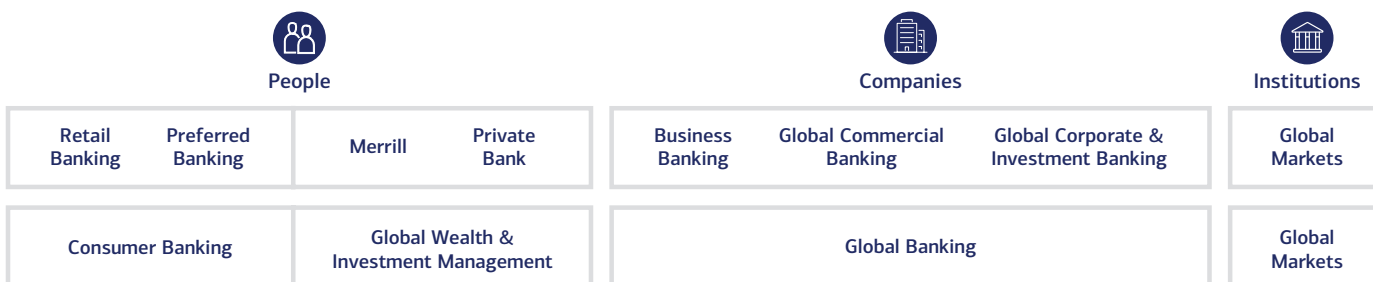 People
Companies
Institutions
Retail
Banking
Preferred
Banking
Merrill
Private
Bank
Business
Banking
Global Commercial
Banking
Global Corporate &
Investment Banking
Global
Markets
Consumer Banking
Global Wealth &
Investment Management
Global Banking
Global
Markets